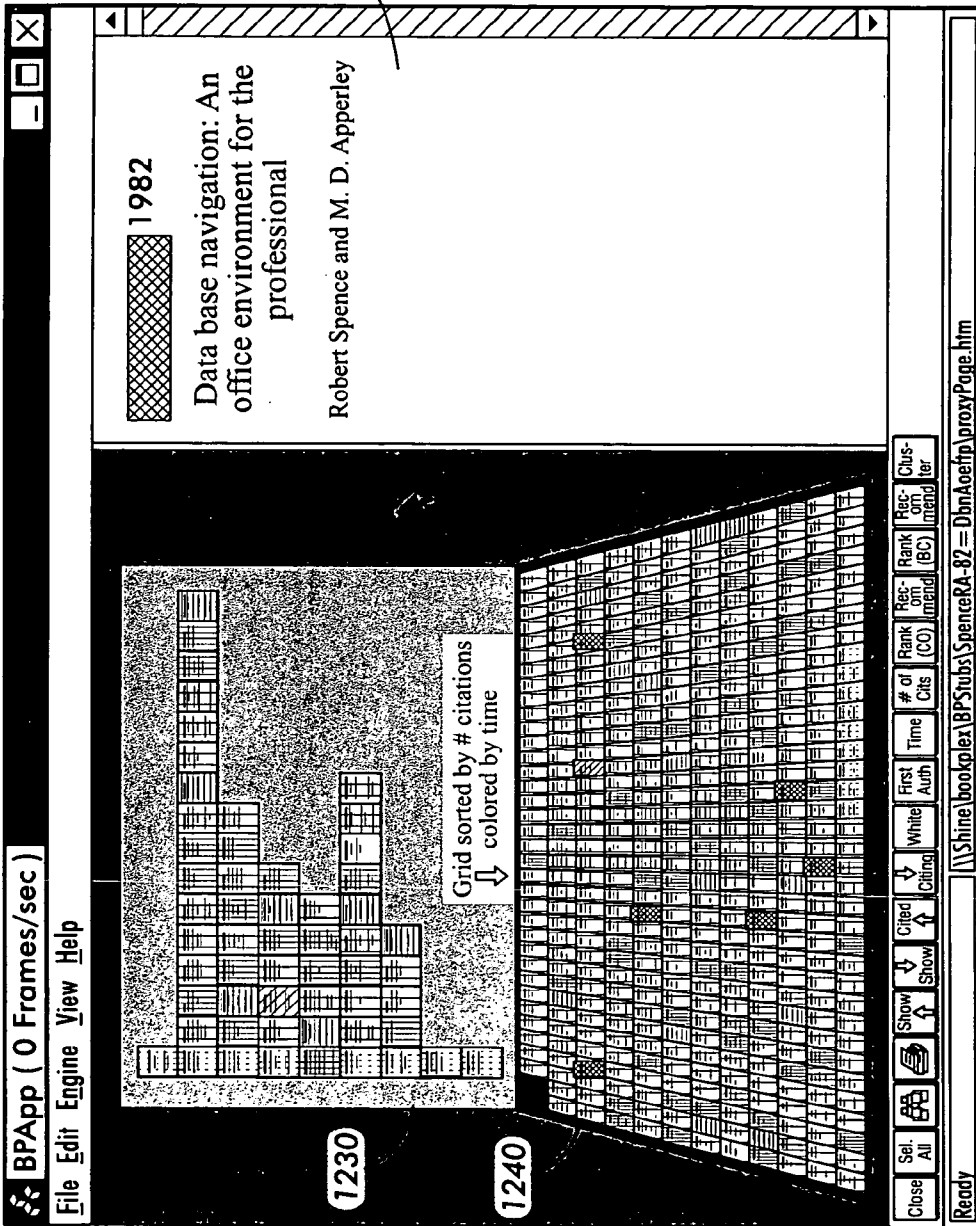 BPApp ( 0 Frames/sec )
File Edit Engine View Help
1982
Data base navigation: An
office environment for the
professional
Robert Spence and M. D. Apperley
Grid sorted by # citations
colored by time
1230
1240
Close
Sel. All
Show
Show
Cited
Citing
White
First Auth
Time
# of Cits
Rank (CO)
Rec-om mend
Rank (BC)
Rec-om mend
Clus-ter
Ready
\\Shine\bookplex\BPStubs\SpenceRA-82=DbnAoeftp\proxyPage.htm